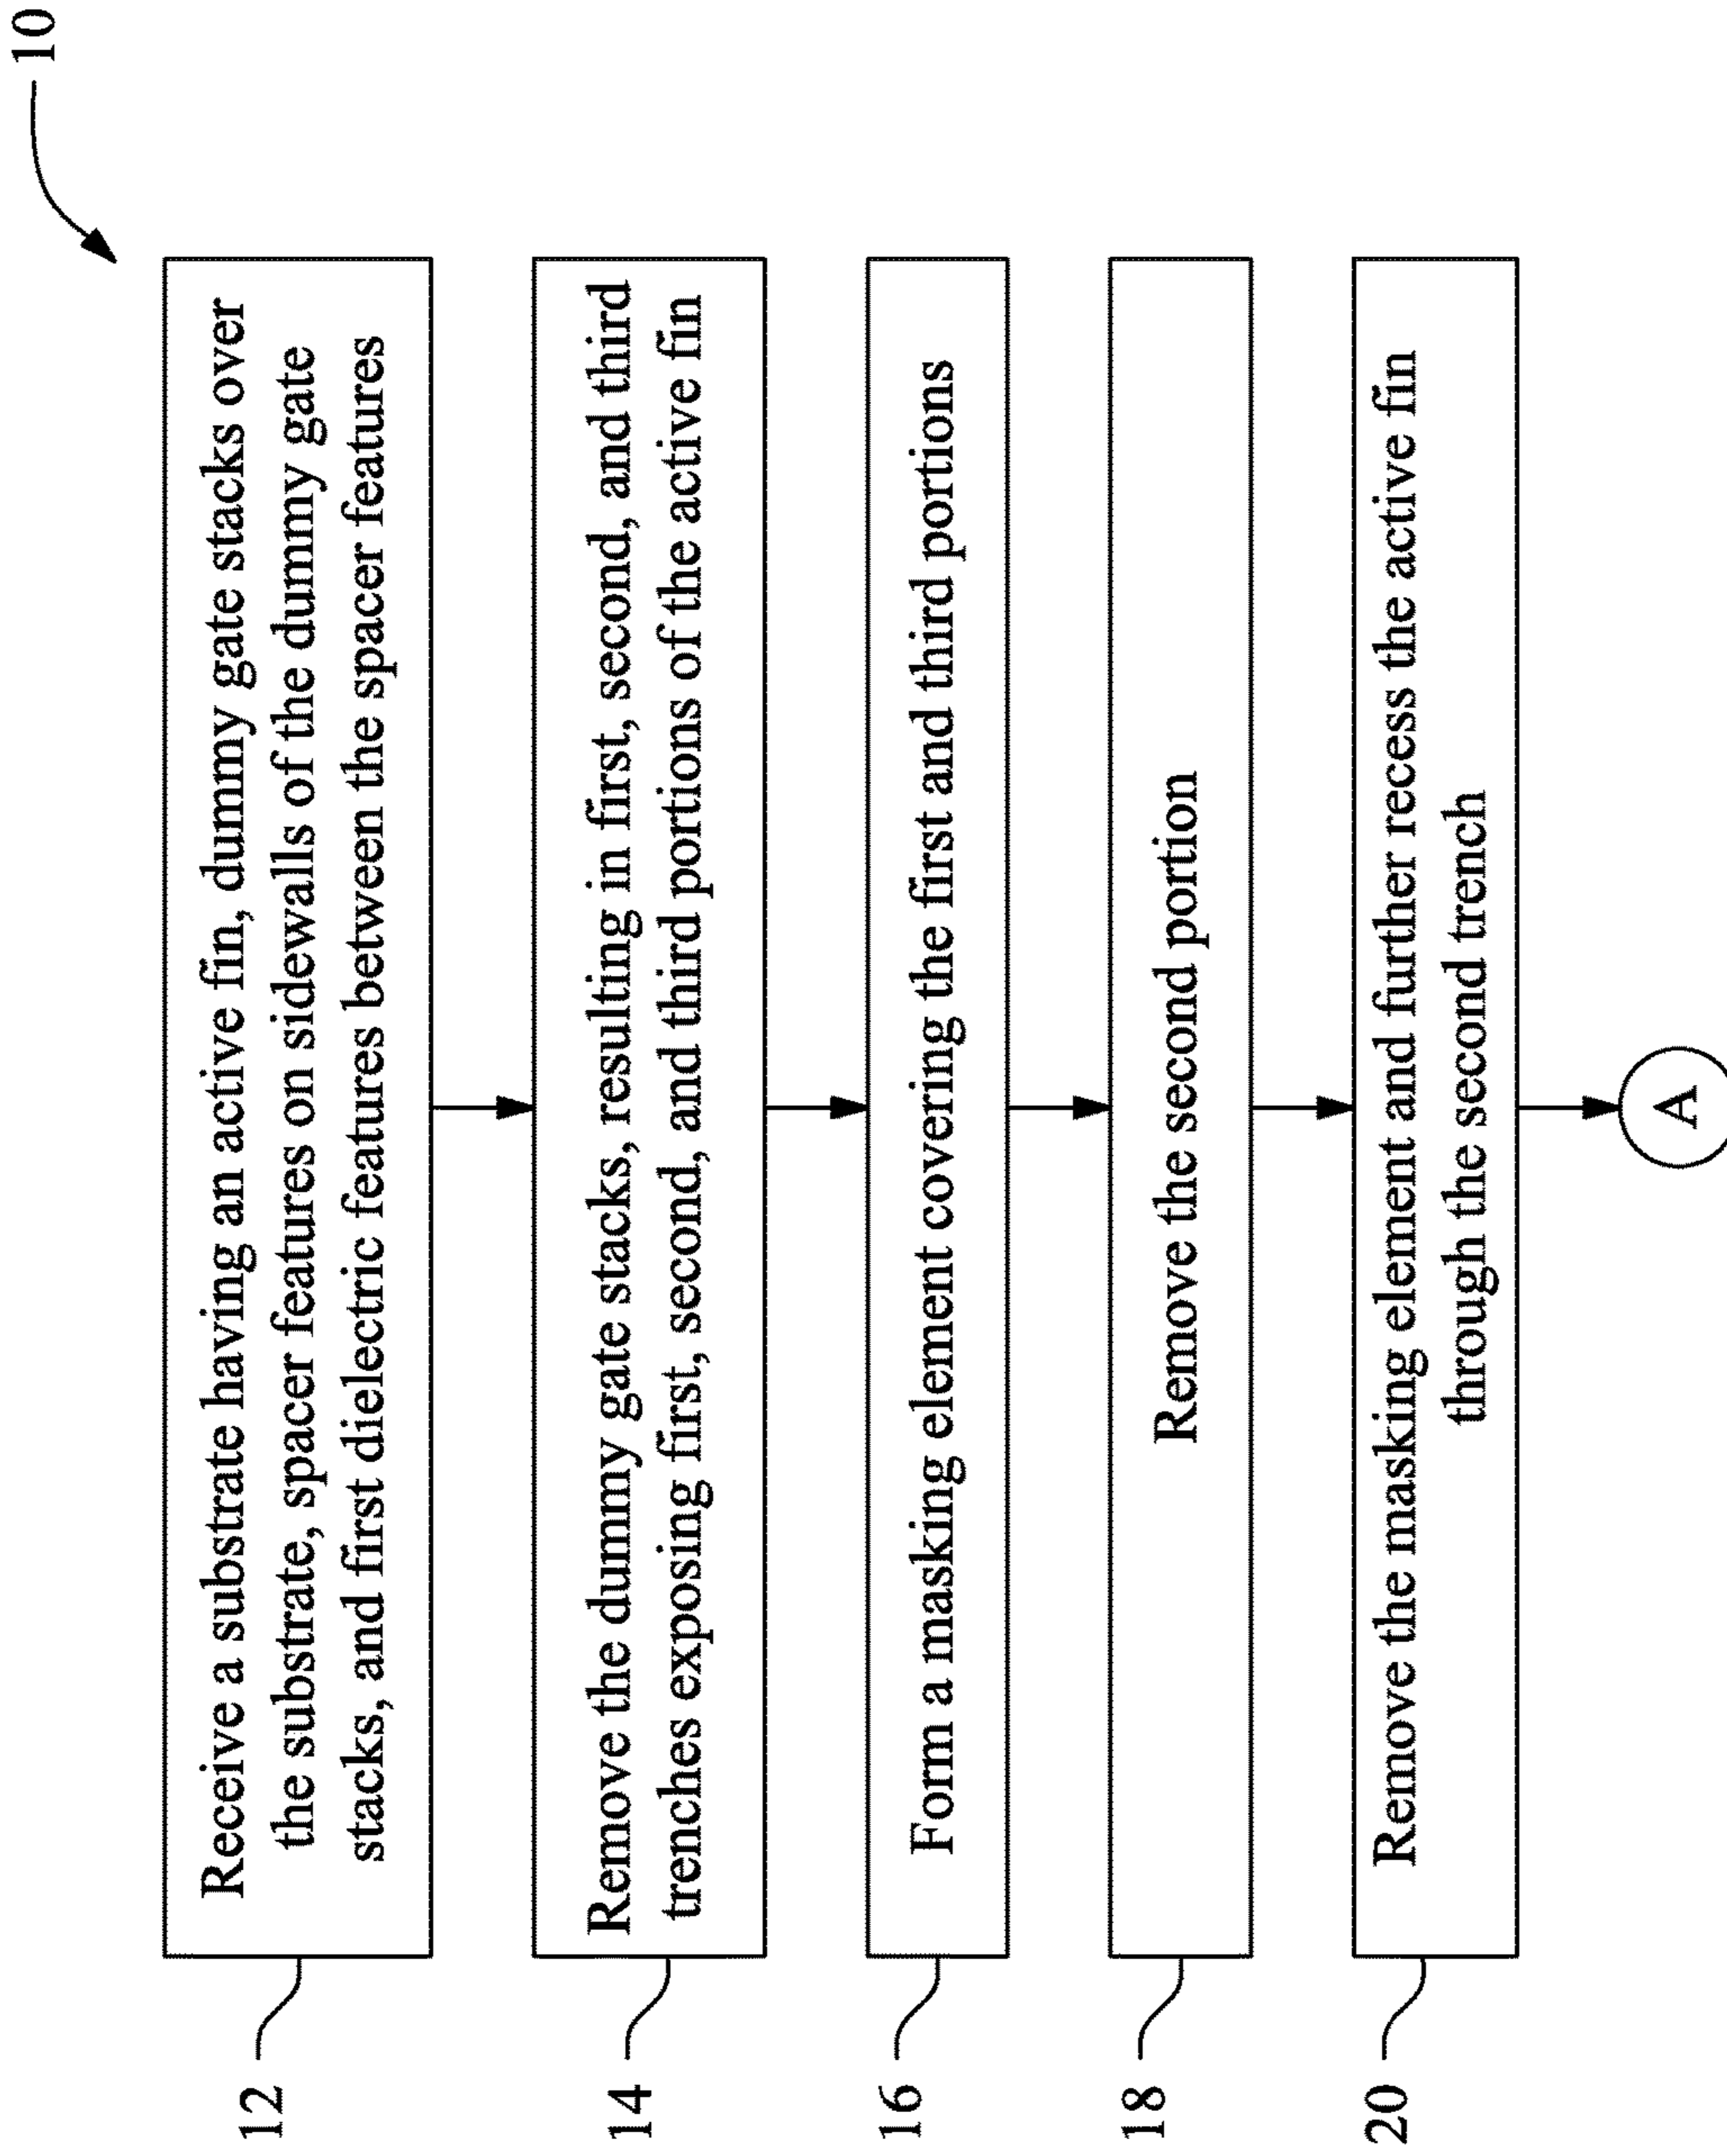 10
12
Receive a substrate having an active fin, dummy gate stacks over
the substrate, spacer features on sidewalls of the dummy gate
stacks, and first dielectric features between the spacer features
14
Remove the dummy gate stacks, resulting in first, second, and third
trenches exposing first, second, and third portions of the active fin
16
Form a masking element covering the first and third portions
18
Remove the second portion
20
Remove the masking element and further recess the active fin
through the second trench
A